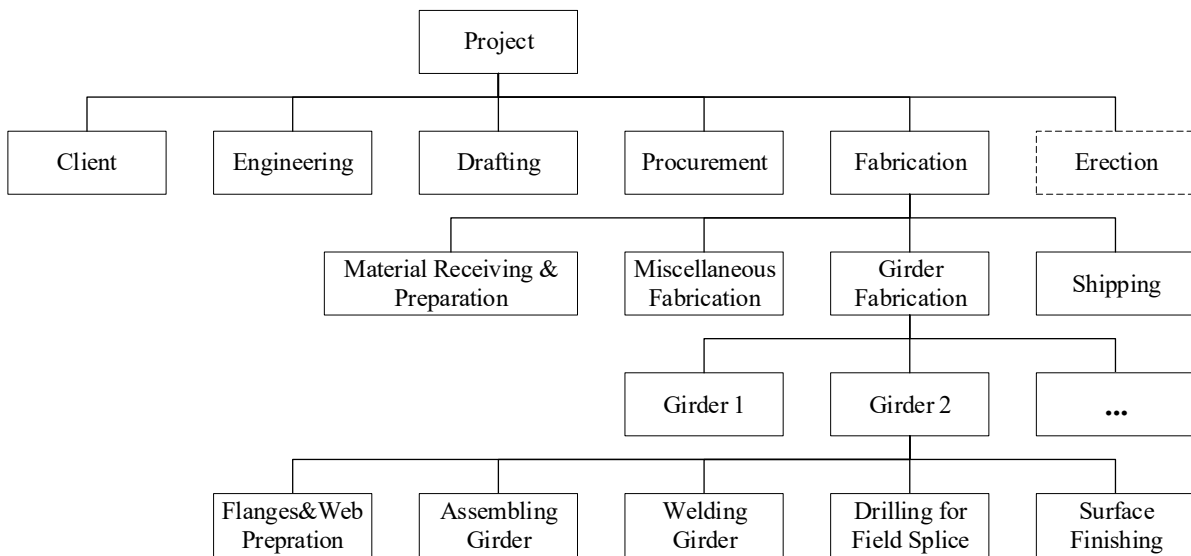 Project
Client
Engineering
Drafting
Procurement
Fabrication
Erection
Material Receiving &
Preparation
Miscellaneous
Fabrication
Girder
Fabrication
Shipping
Girder 1
Girder 2
...
Flanges&Web
Prepration
Assembling
Girder
Welding
Girder
Drilling for
Field Splice
Surface
Finishing